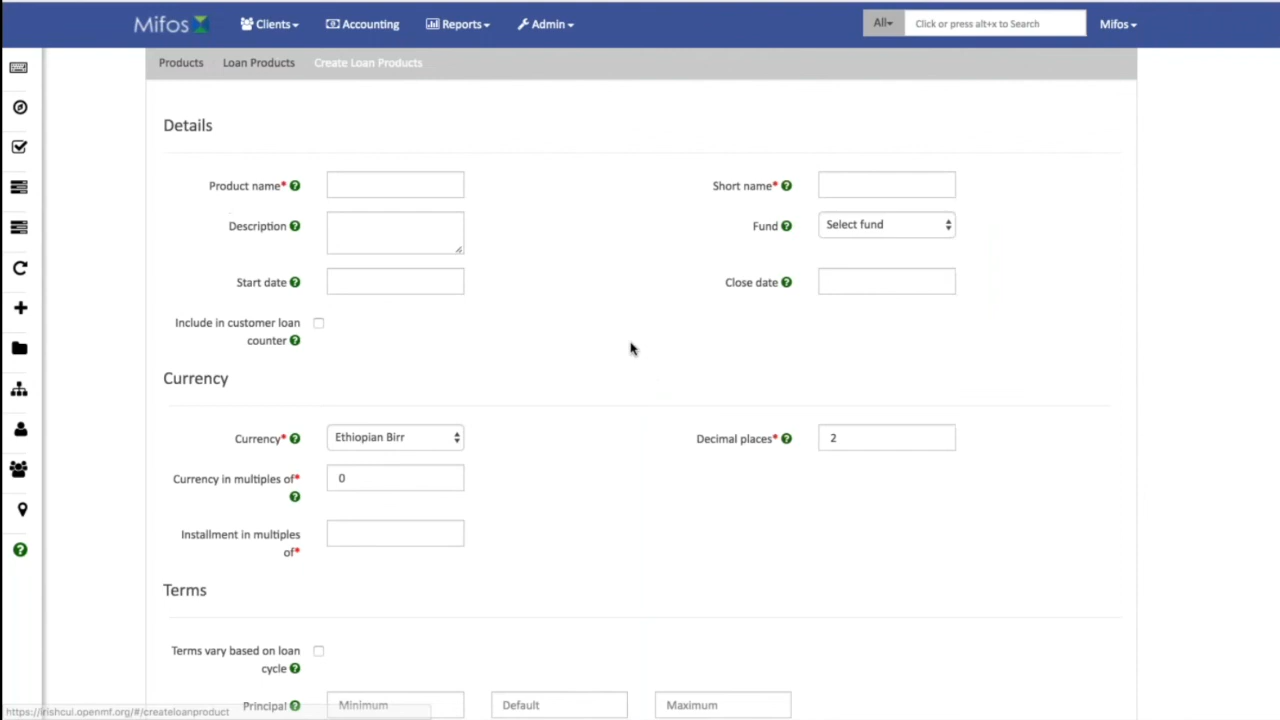 Mifos Clients Accounting Reports Admin All Click or press alt+x to Search Mifos
Products Loan Products Create Loan Products
Details
Product name* ? Short name* ?
Description ? Fund ? Select fund
Start date ? Close date ?
Include in customer loan
counter ?
Currency
Currency* ? Ethiopian Birr Decimal places* ? 2
Currency in multiples of* 0
?
Installment in multiples
of*
?
Terms
Terms vary based on loan
cycle ?
Principal ? Minimum Default Maximum
https://irishcui.openmf.org/#/createloanproduct